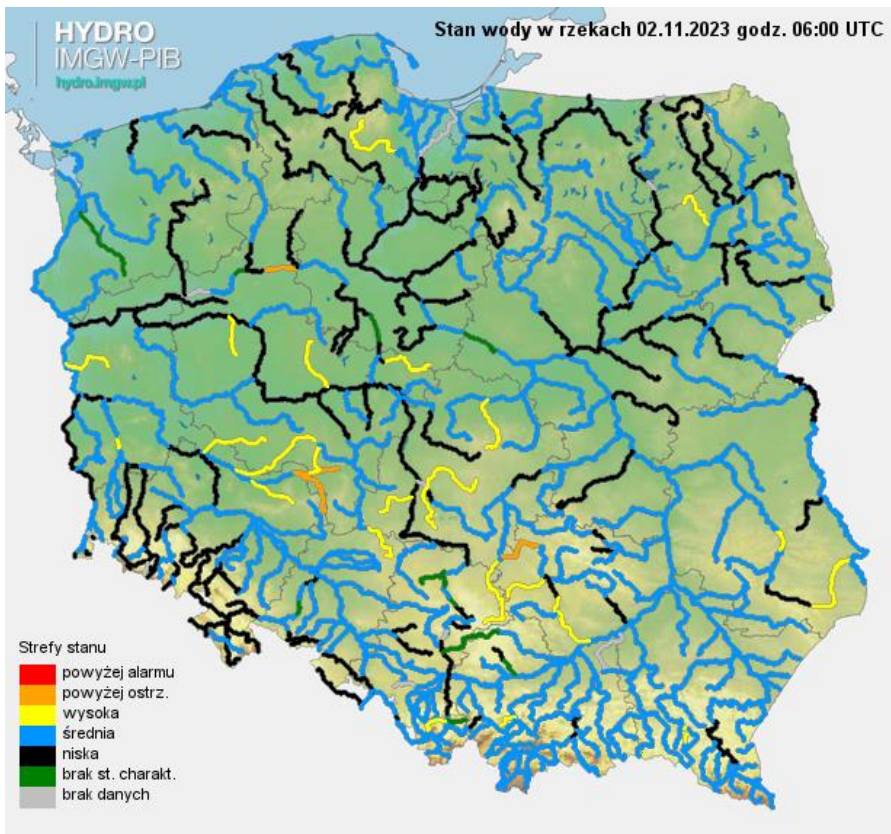 Stan wody w rzekach 02.11.2023 godz. 06:00 UTC
HYDRO
IMGW-PIB
hydro.imgw.pl
Strefy stanu
powyżej alarmu
powyżej ostrz.
wysoka
średnia
niska
brak st. charakt.
brak danych